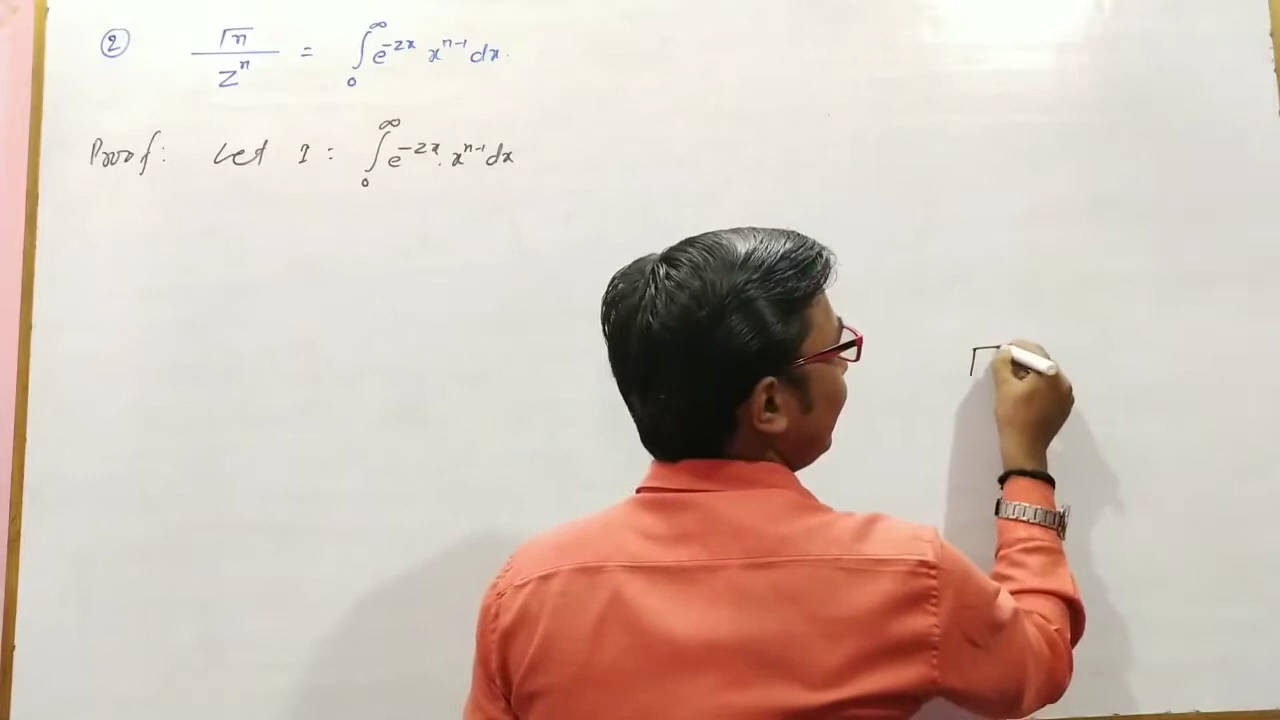 ② Γn / z^n = ∫₀^∞ e^{-zx} x^{n-1} dx.
Proof: Let I = ∫₀^∞ e^{-zx} . x^{n-1} dx
Γ